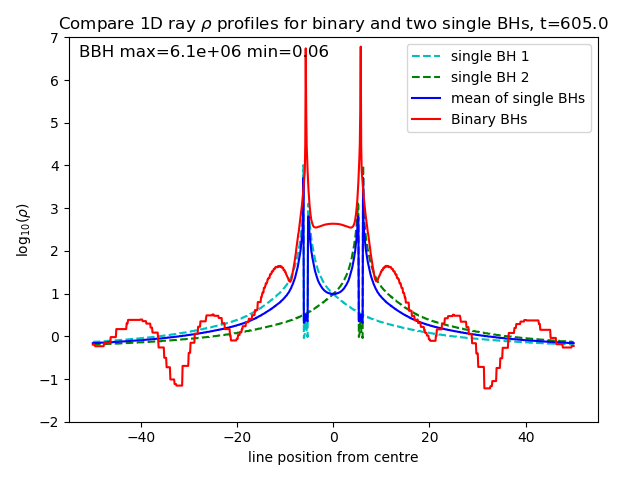 Compare 1D ray ρ profiles for binary and two single BHs, t=605.0
BBH max=6.1e+06 min=0.06
single BH 1
single BH 2
mean of single BHs
Binary BHs
7
6
5
4
3
2
1
0
−1
−2
log₁₀(ρ)
−40 −20 0 20 40
line position from centre